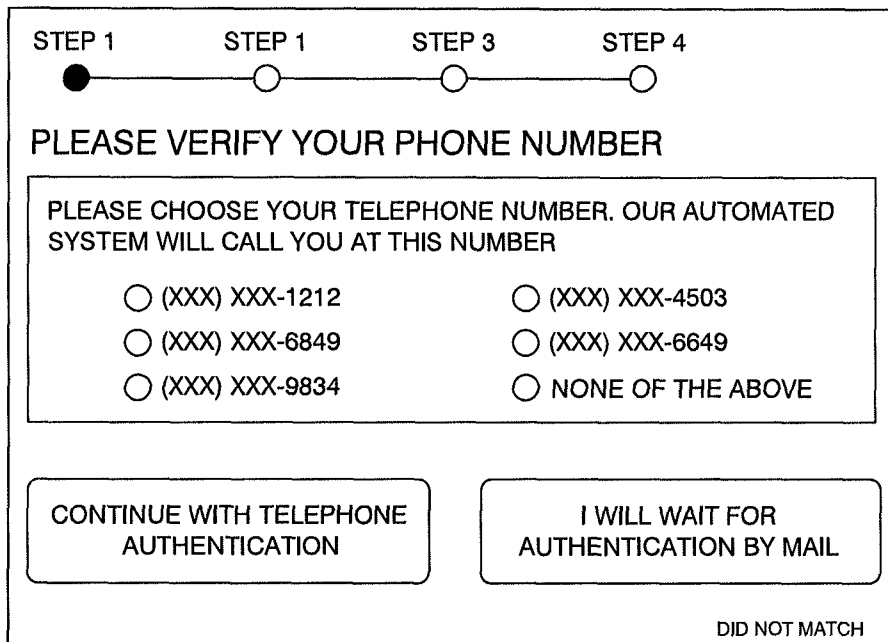 STEP 1 STEP 1 STEP 3 STEP 4
PLEASE VERIFY YOUR PHONE NUMBER
PLEASE CHOOSE YOUR TELEPHONE NUMBER. OUR AUTOMATED
SYSTEM WILL CALL YOU AT THIS NUMBER
(XXX) XXX-1212 (XXX) XXX-4503
(XXX) XXX-6849 (XXX) XXX-6649
(XXX) XXX-9834 NONE OF THE ABOVE
CONTINUE WITH TELEPHONE
AUTHENTICATION
I WILL WAIT FOR
AUTHENTICATION BY MAIL
DID NOT MATCH